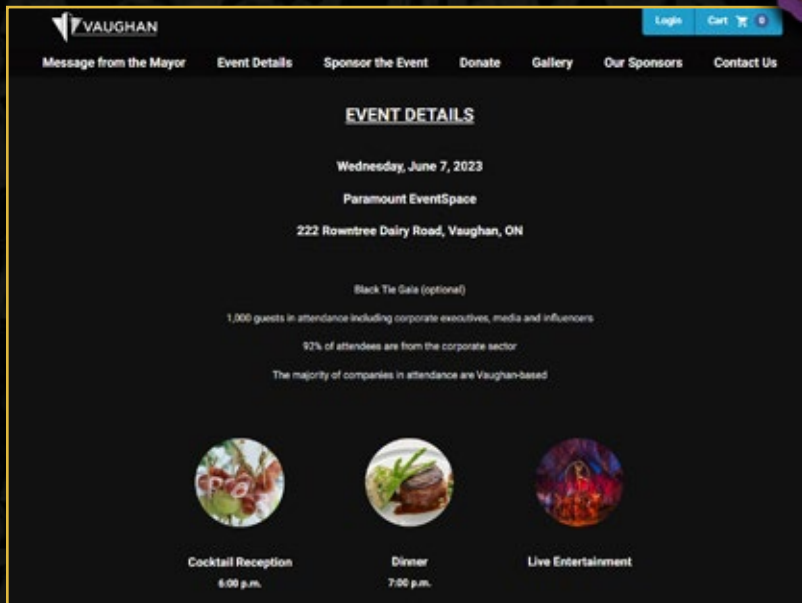 VAUGHAN
Login Cart 0
Message from the Mayor Event Details Sponsor the Event Donate Gallery Our Sponsors Contact Us
EVENT DETAILS
Wednesday, June 7, 2023
Paramount EventSpace
222 Rowntree Dairy Road, Vaughan, ON
Black Tie Gala (optional)
1,000 guests in attendance including corporate executives, media and influencers
92% of attendees are from the corporate sector
The majority of companies in attendance are Vaughan-based
Cocktail Reception Dinner Live Entertainment
6:00 p.m. 7:00 p.m.